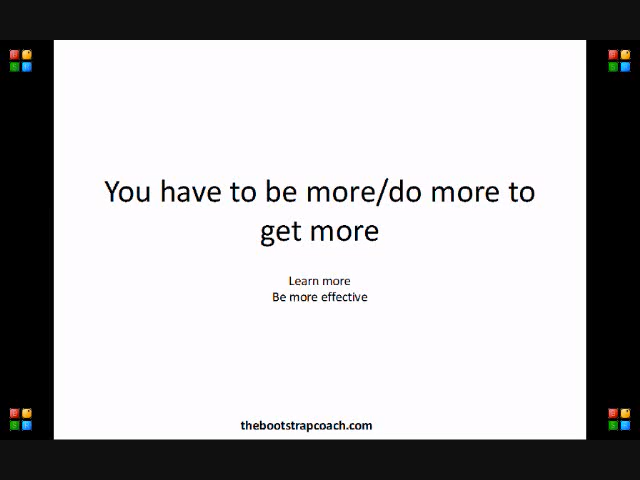 You have to be more/do more to
get more
Learn more
Be more effective
thebootstrapcoach.com